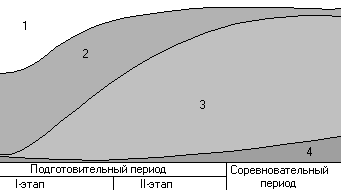 1
2
3
4
Подготовительный период
I-этап
II-этап
Соревновательный
период